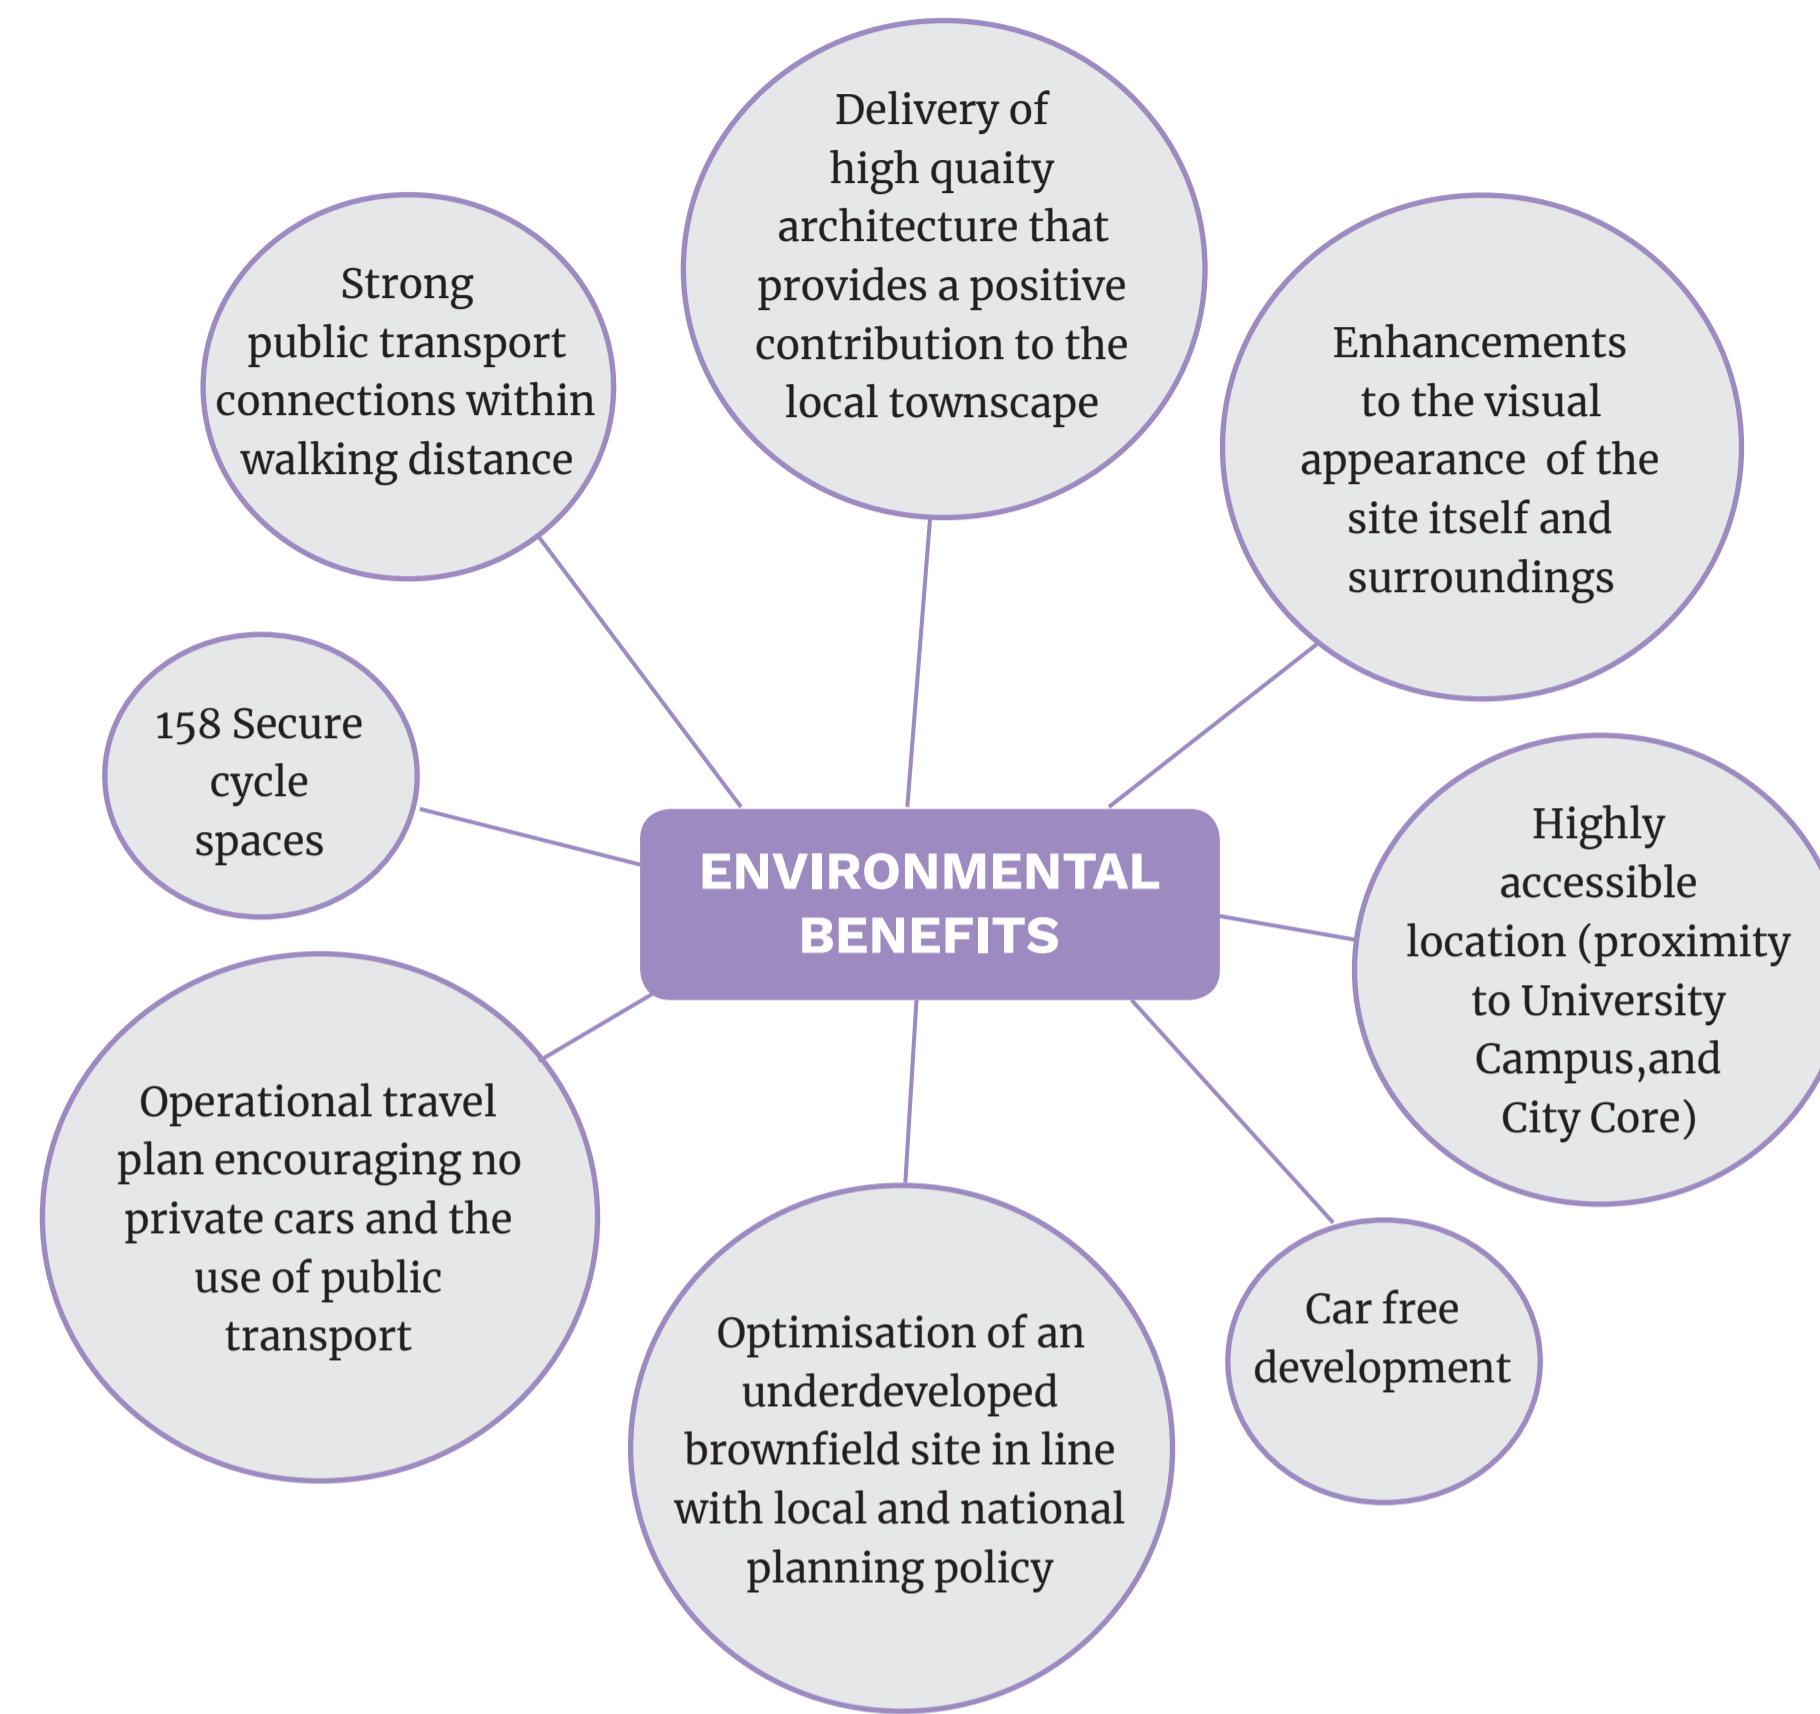 Delivery of
high quaity
architecture that
provides a positive
contribution to the
local townscape
Strong
public transport
connections within
walking distance
Enhancements
to the visual
appearance  of the
site itself and
surroundings
158 Secure
cycle
spaces
ENVIRONMENTAL
BENEFITS
Highly
accessible
location (proximity
to University
Campus,and
City Core)
Operational travel
plan encouraging no
private cars and the
use of public
transport
Optimisation of an
underdeveloped
brownfield site in line
with local and national
planning policy
Car free
development